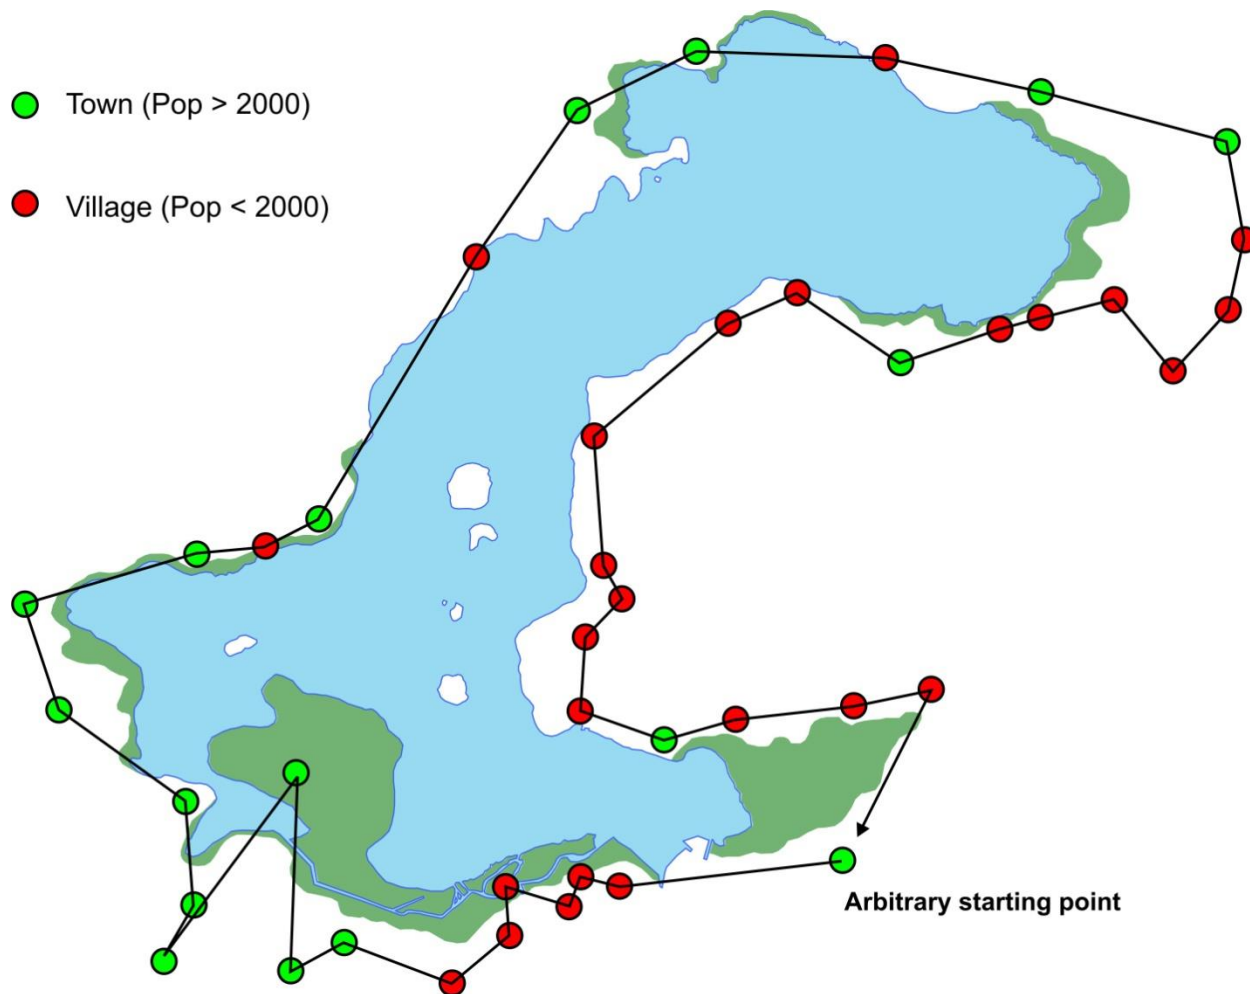 Town (Pop > 2000)
Village (Pop < 2000)
Arbitrary starting point